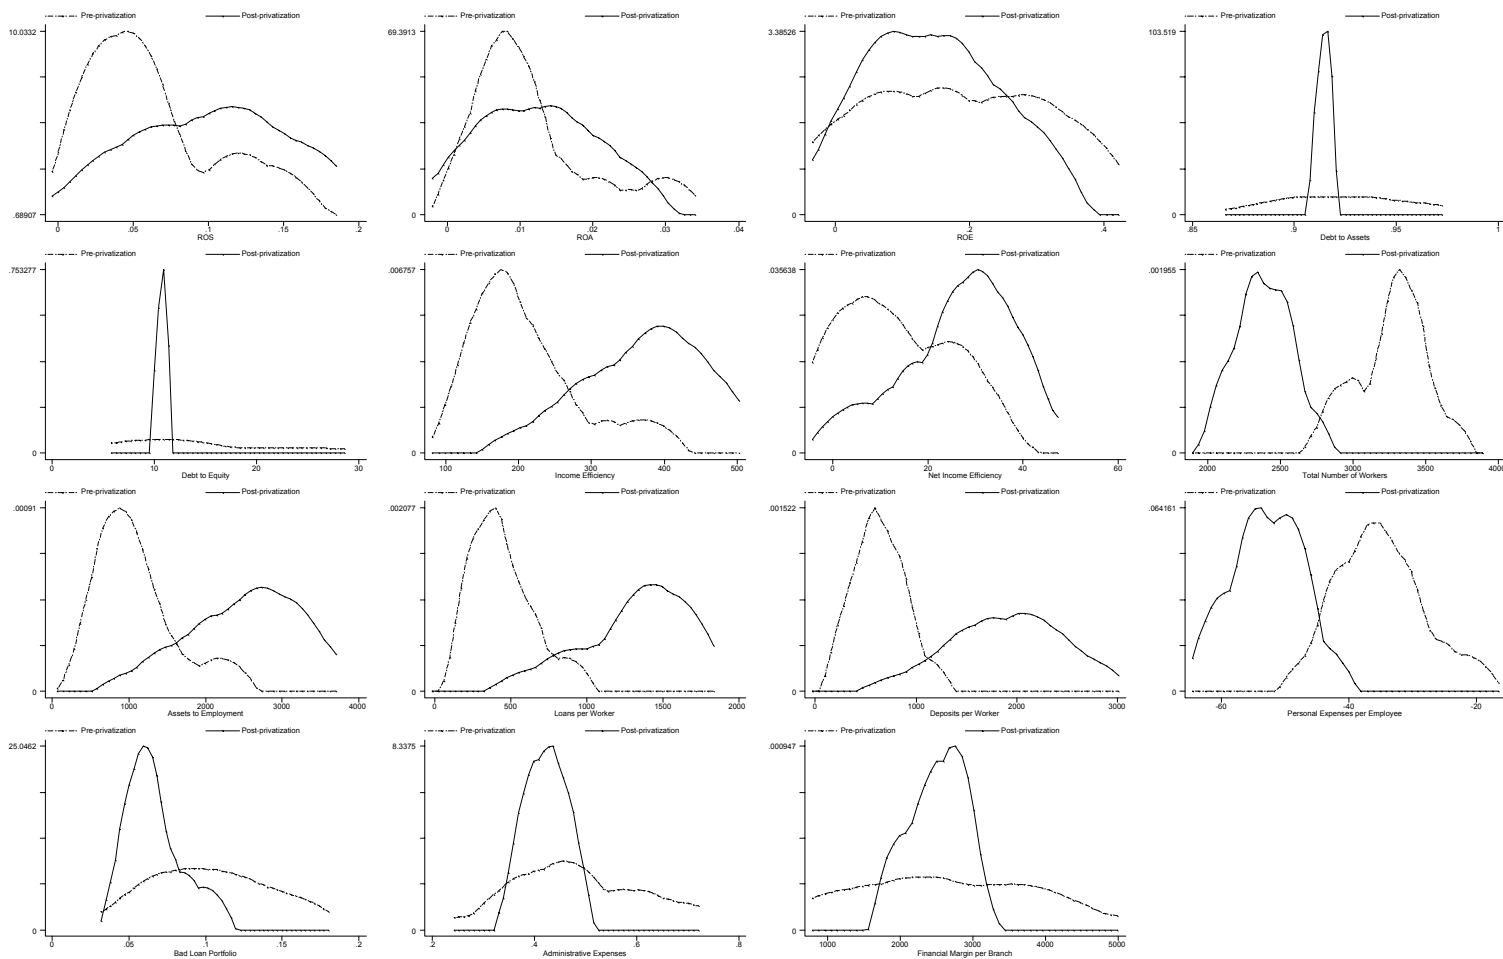 Pre-privatization Post-privatization
10.0332
.68907
0 .05 .1 .15 .2
ROS
Pre-privatization Post-privatization
69.3913
0
0 .01 .02 .03 .04
ROA
Pre-privatization Post-privatization
3.38526
0
0 .2 .4
ROE
Pre-privatization Post-privatization
103.519
0
.85 .9 .95 1
Debt to Assets
Pre-privatization Post-privatization
.753277
0
0 10 20 30
Debt to Equity
Pre-privatization Post-privatization
.006757
0
100 200 300 400 500
Income Efficiency
Pre-privatization Post-privatization
.035638
0
0 20 40 60
Net Income Efficiency
Pre-privatization Post-privatization
.001955
0
2000 2500 3000 3500 4000
Total Number of Workers
Pre-privatization Post-privatization
.00091
0
0 1000 2000 3000 4000
Assets to Employment
Pre-privatization Post-privatization
.002077
0
0 500 1000 1500 2000
Loans per Worker
Pre-privatization Post-privatization
.001522
0
0 1000 2000 3000
Deposits per Worker
Pre-privatization Post-privatization
.064161
0
-60 -40 -20
Personal Expenses per Employee
Pre-privatization Post-privatization
25.0462
0
0 .05 .1 .15 .2
Bad Loan Portfolio
Pre-privatization Post-privatization
8.3375
0
.2 .4 .6 .8
Administrative Expenses
Pre-privatization Post-privatization
.000947
0
1000 2000 3000 4000 5000
Financial Margin per Branch